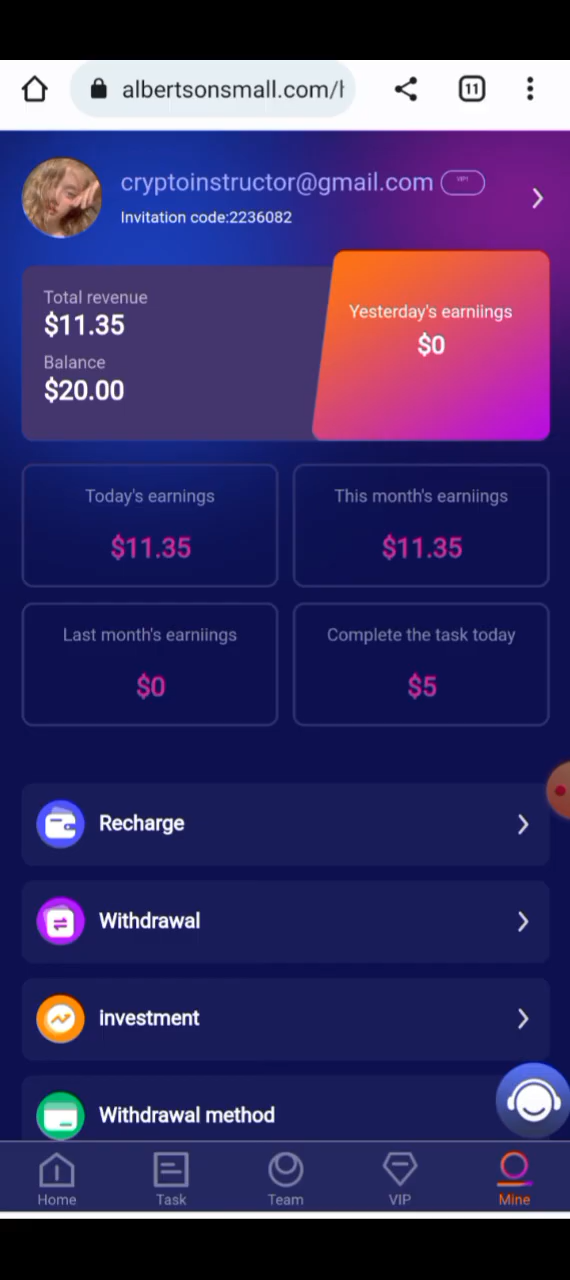 albertsonsmall.com/h
11
cryptoinstructor@gmail.com
Invitation code:2236082
Total revenue
$11.35
Balance
$20.00
Yesterday's earniings
$0
Today's earnings
$11.35
This month's earniings
$11.35
Last month's earniings
$0
Complete the task today
$5
Recharge
Withdrawal
investment
Withdrawal method
Home
Task
Team
VIP
Mine